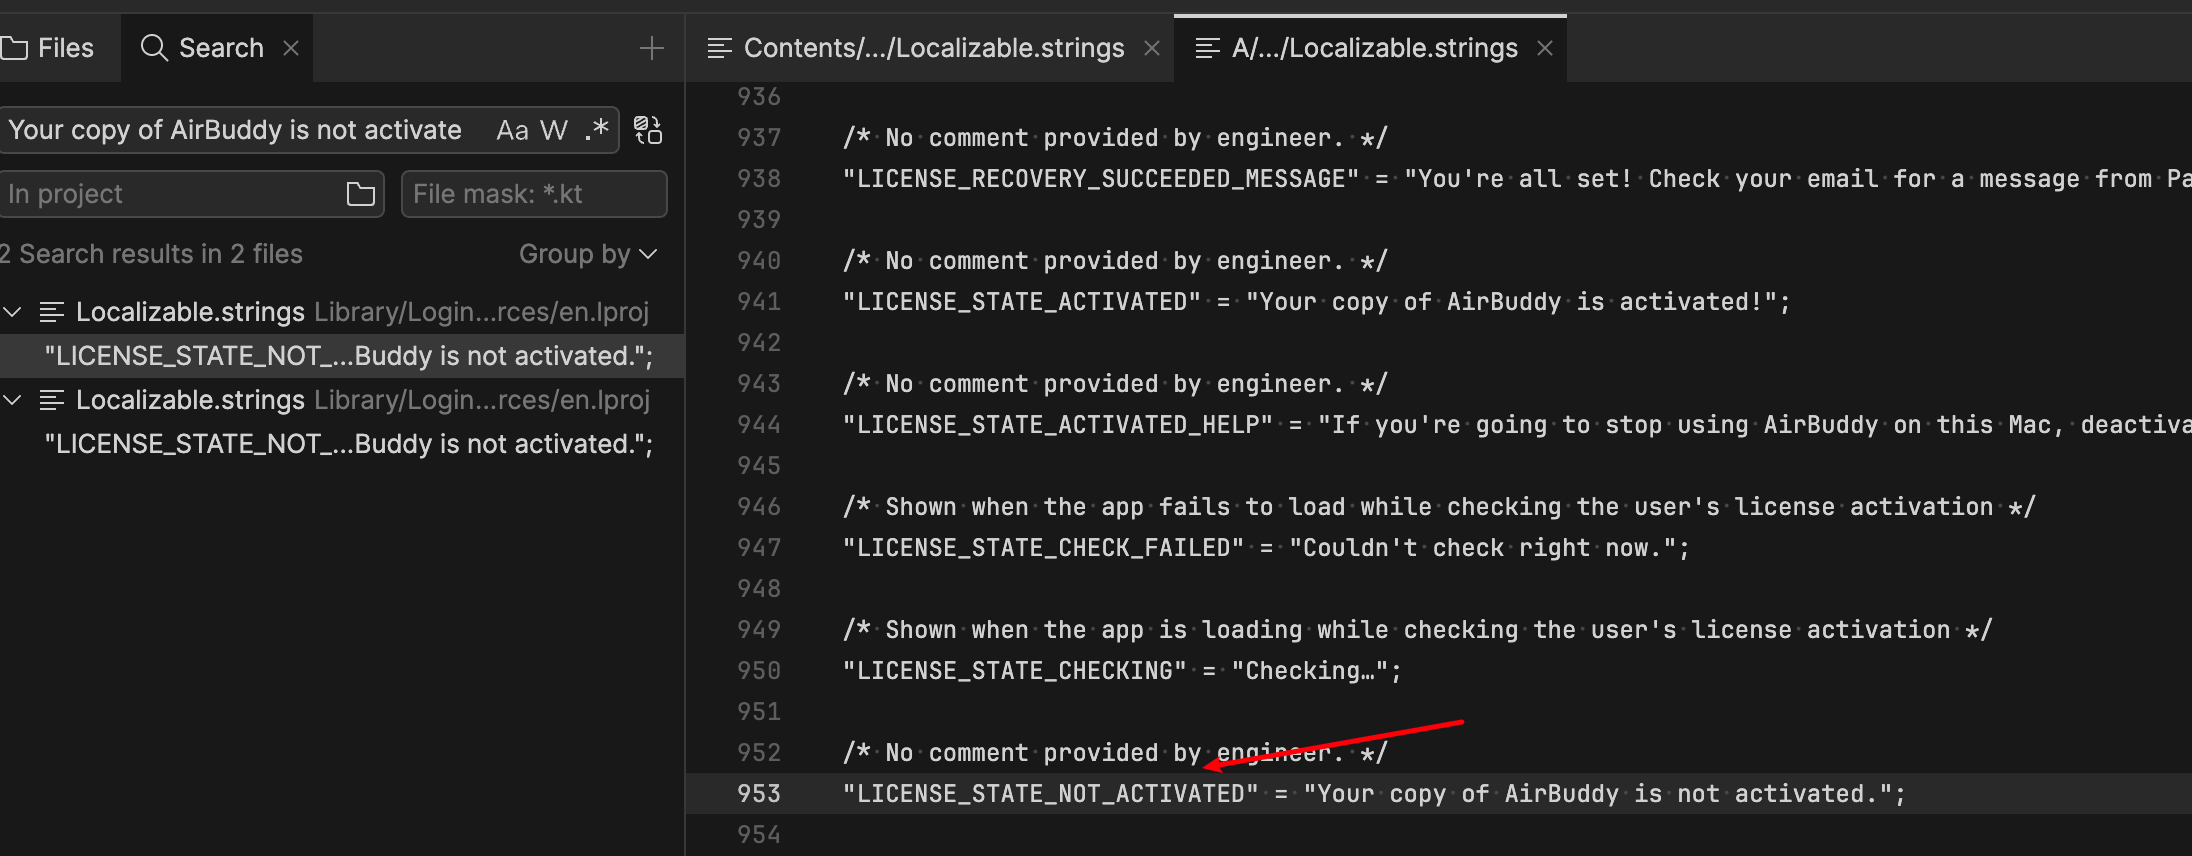 Files
Search
Contents/.../Localizable.strings
A/.../Localizable.strings
Your copy of AirBuddy is not activate
Aa W .*
In project
File mask: *.kt
2 Search results in 2 files
Group by
Localizable.strings Library/Login...rces/en.lproj
"LICENSE_STATE_NOT_...Buddy is not activated.";
Localizable.strings Library/Login...rces/en.lproj
"LICENSE_STATE_NOT_...Buddy is not activated.";
936
937 /* No comment provided by engineer. */
938 "LICENSE_RECOVERY_SUCCEEDED_MESSAGE" = "You're all set! Check your email for a message from Pa
939
940 /* No comment provided by engineer. */
941 "LICENSE_STATE_ACTIVATED" = "Your copy of AirBuddy is activated!";
942
943 /* No comment provided by engineer. */
944 "LICENSE_STATE_ACTIVATED_HELP" = "If you're going to stop using AirBuddy on this Mac, deactiva
945
946 /* Shown when the app fails to load while checking the user's license activation */
947 "LICENSE_STATE_CHECK_FAILED" = "Couldn't check right now.";
948
949 /* Shown when the app is loading while checking the user's license activation */
950 "LICENSE_STATE_CHECKING" = "Checking…";
951
952 /* No comment provided by engineer. */
953 "LICENSE_STATE_NOT_ACTIVATED" = "Your copy of AirBuddy is not activated.";
954